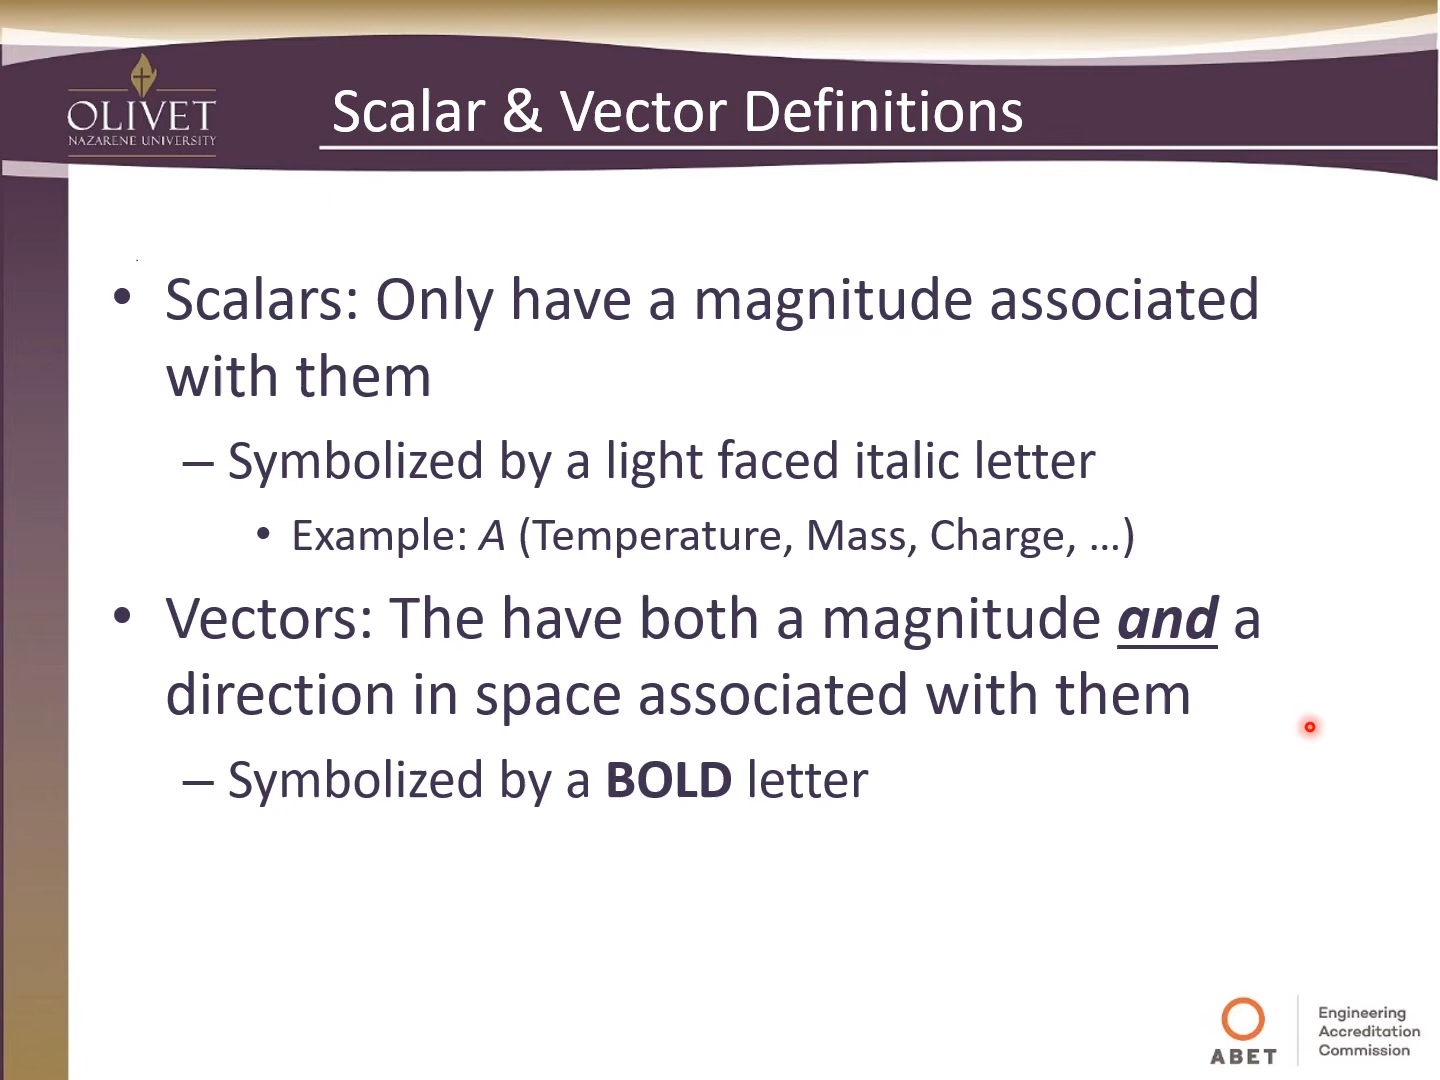 OLIVET
NAZARENE UNIVERSITY
Scalar & Vector Definitions
• Scalars: Only have a magnitude associated
with them
– Symbolized by a light faced italic letter
• Example: A (Temperature, Mass, Charge, ...)
• Vectors: The have both a magnitude and a
direction in space associated with them
– Symbolized by a BOLD letter
ABET
Engineering
Accreditation
Commission